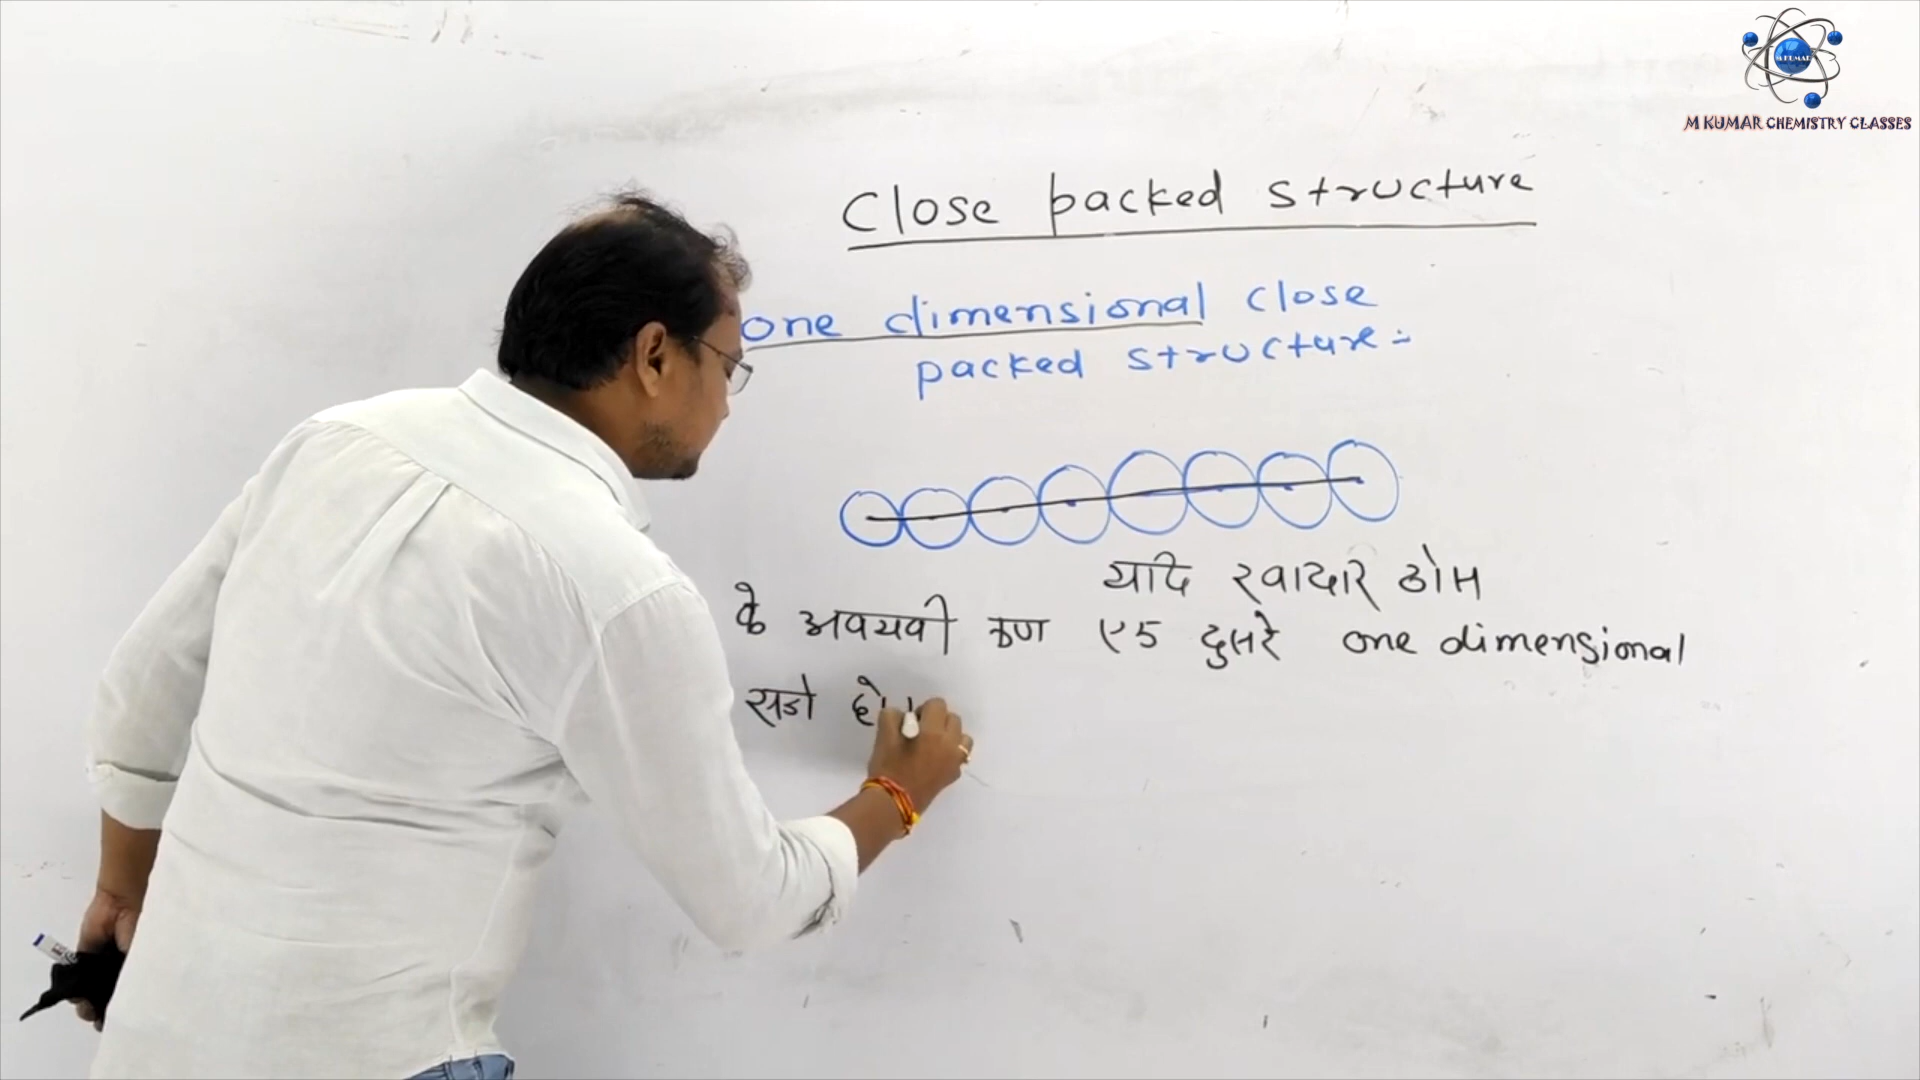 M KUMAR CHEMISTRY CLASSES
Close packed structure
one dimensional close
packed structure :-
यदि रवादार ठोस
के अवयवी कण एक दुसरे one dimensional
सजे हो